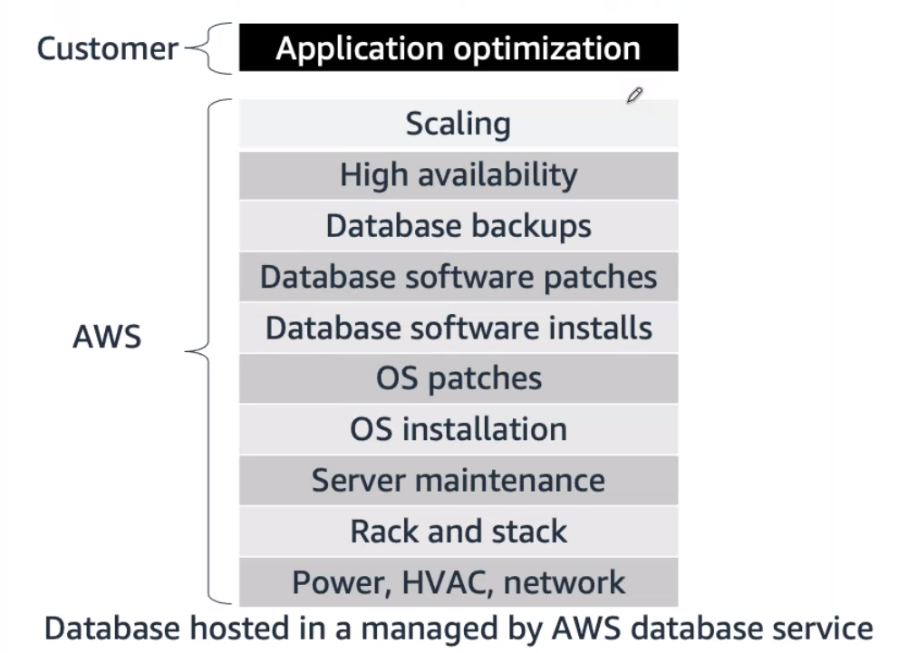 Customer
Application optimization
AWS
Scaling
High availability
Database backups
Database software patches
Database software installs
OS patches
OS installation
Server maintenance
Rack and stack
Power, HVAC, network
Database hosted in a managed by AWS database service